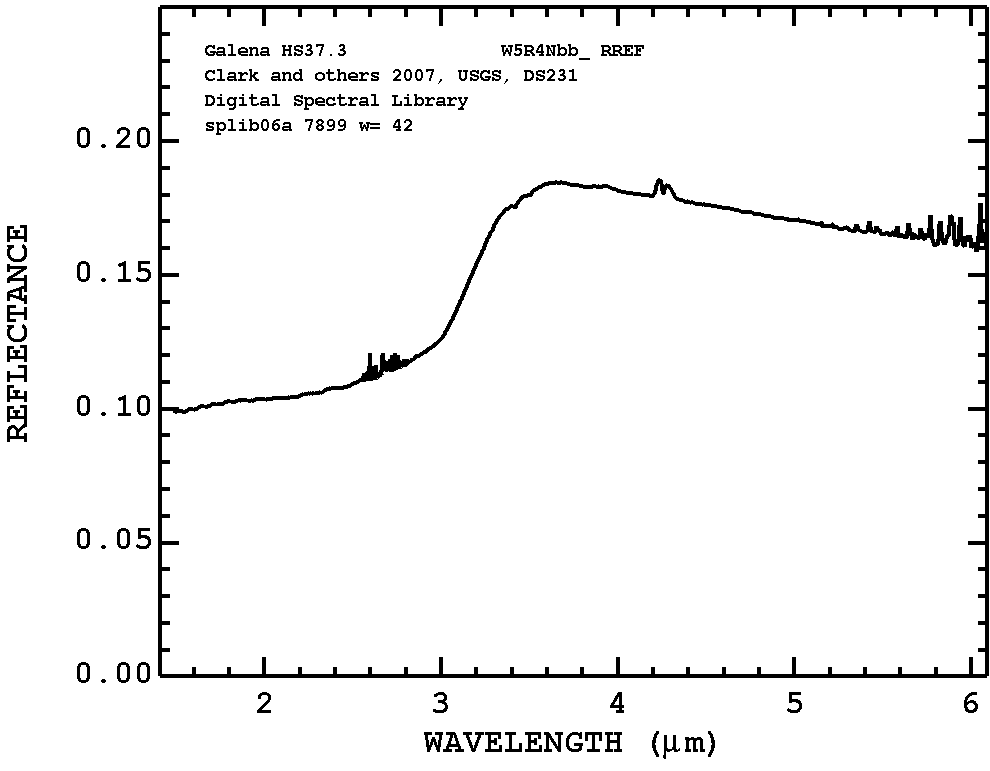 Galena HS37.3 W5R4Nbb_ RREF
Clark and others 2007, USGS, DS231
Digital Spectral Library
splib06a 7899 w= 42
0.20
0.15
0.10
0.05
0.00
REFLECTANCE
2 3 4 5 6
WAVELENGTH (μm)